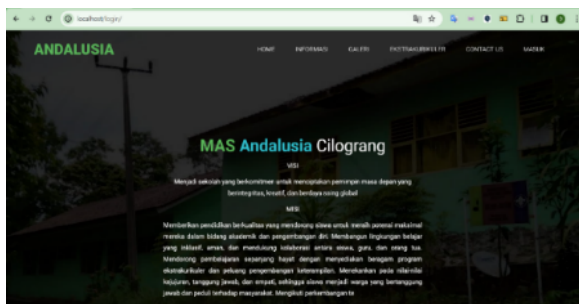 localhost/login/
ANDALUSIA HOME INFORMASI GALERI EKSTRAKURIKULER CONTACT US MASUK
MAS Andalusia Cilograng
VISI
Menjadi sekolah yang berkomitmen untuk menciptakan pemimpin masa depan yang
berintegritas, kreatif, dan berdaya saing global
MISI
Memberikan pendidikan berkualitas yang mendorong siswa untuk meraih potensi maksimal
mereka dalam bidang akademik dan pengembangan diri. Membangun lingkungan belajar
yang inklusif, aman, dan mendukung kolaborasi antara siswa, guru, dan orang tua.
Mendorong pembelajaran sepanjang hayat dengan menyediakan beragam program
ekstrakurikuler dan peluang pengembangan keterampilan. Menekankan pada nilai-nilai
kejujuran, tanggung jawab, dan empati, sehingga siswa menjadi warga yang bertanggung
jawab dan peduli terhadap masyarakat. Mengikuti perkembangan te